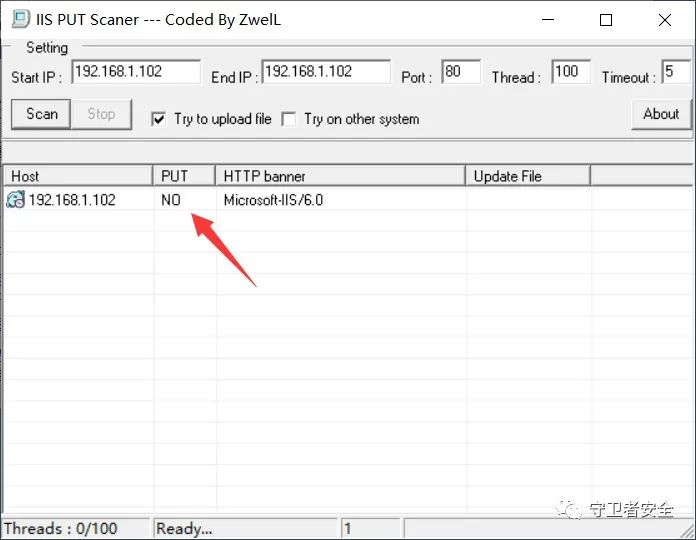 IIS PUT Scaner --- Coded By ZwelL
Setting
Start IP : 192.168.1.102 End IP : 192.168.1.102 Port : 80 Thread : 100 Timeout : 5
Scan Stop Try to upload file Try on other system About
Host PUT HTTP banner Update File
192.168.1.102 NO Microsoft-IIS/6.0
守卫者安全
Threads : 0/100 Ready... 1